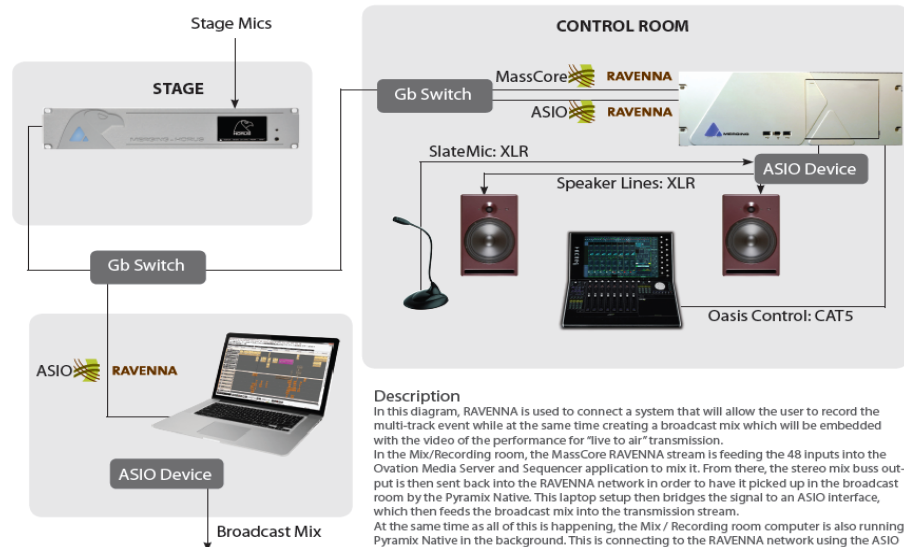 Stage Mics
CONTROL ROOM
STAGE
MassCore RAVENNA
Gb Switch
ASIO RAVENNA
MERGING
HORUS
MERGING + HORUS
SlateMic: XLR
ASIO Device
Speaker Lines: XLR
Gb Switch
Oasis Control: CAT5
ASIO RAVENNA
ASIO Device
Broadcast Mix
Description
In this diagram, RAVENNA is used to connect a system that will allow the user to record the
multi-track event while at the same time creating a broadcast mix which will be embedded
with the video of the performance for “live to air” transmission.
In the Mix/Recording room, the MassCore RAVENNA stream is feeding the 48 inputs into the
Ovation Media Server and Sequencer application to mix it. From there, the stereo mix buss out-
put is then sent back into the RAVENNA network in order to have it picked up in the broadcast
room by the Pyramix Native. This laptop setup then bridges the signal to an ASIO interface,
which then feeds the broadcast mix into the transmission stream.
At the same time as all of this is happening, the Mix / Recording room computer is also running
Pyramix Native in the background. This is connecting to the RAVENNA network using the ASIO